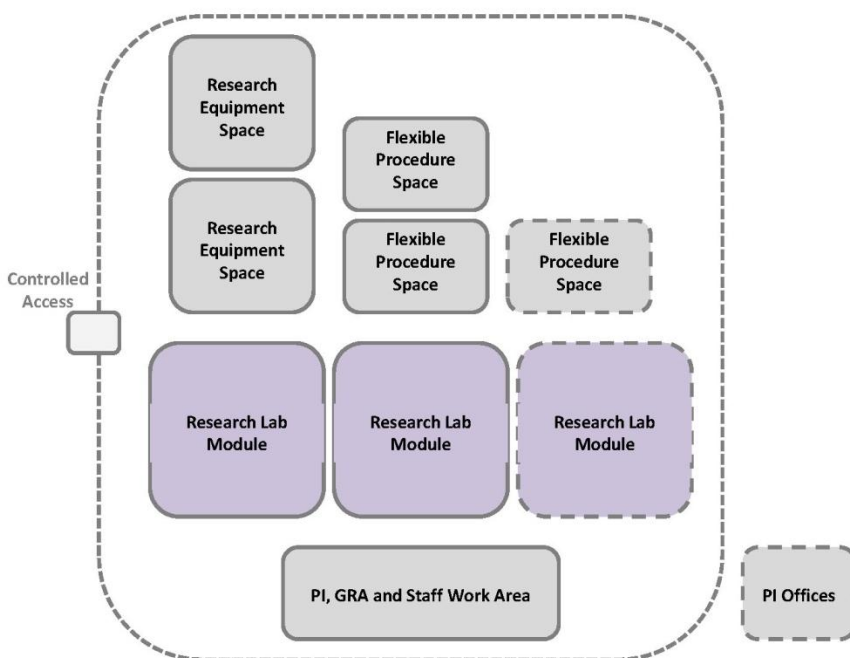 Research
Equipment
Space
Flexible
Procedure
Space
Research
Equipment
Space
Flexible
Procedure
Space
Flexible
Procedure
Space
Controlled
Access
Research Lab
Module
Research Lab
Module
Research Lab
Module
PI, GRA and Staff Work Area
PI Offices